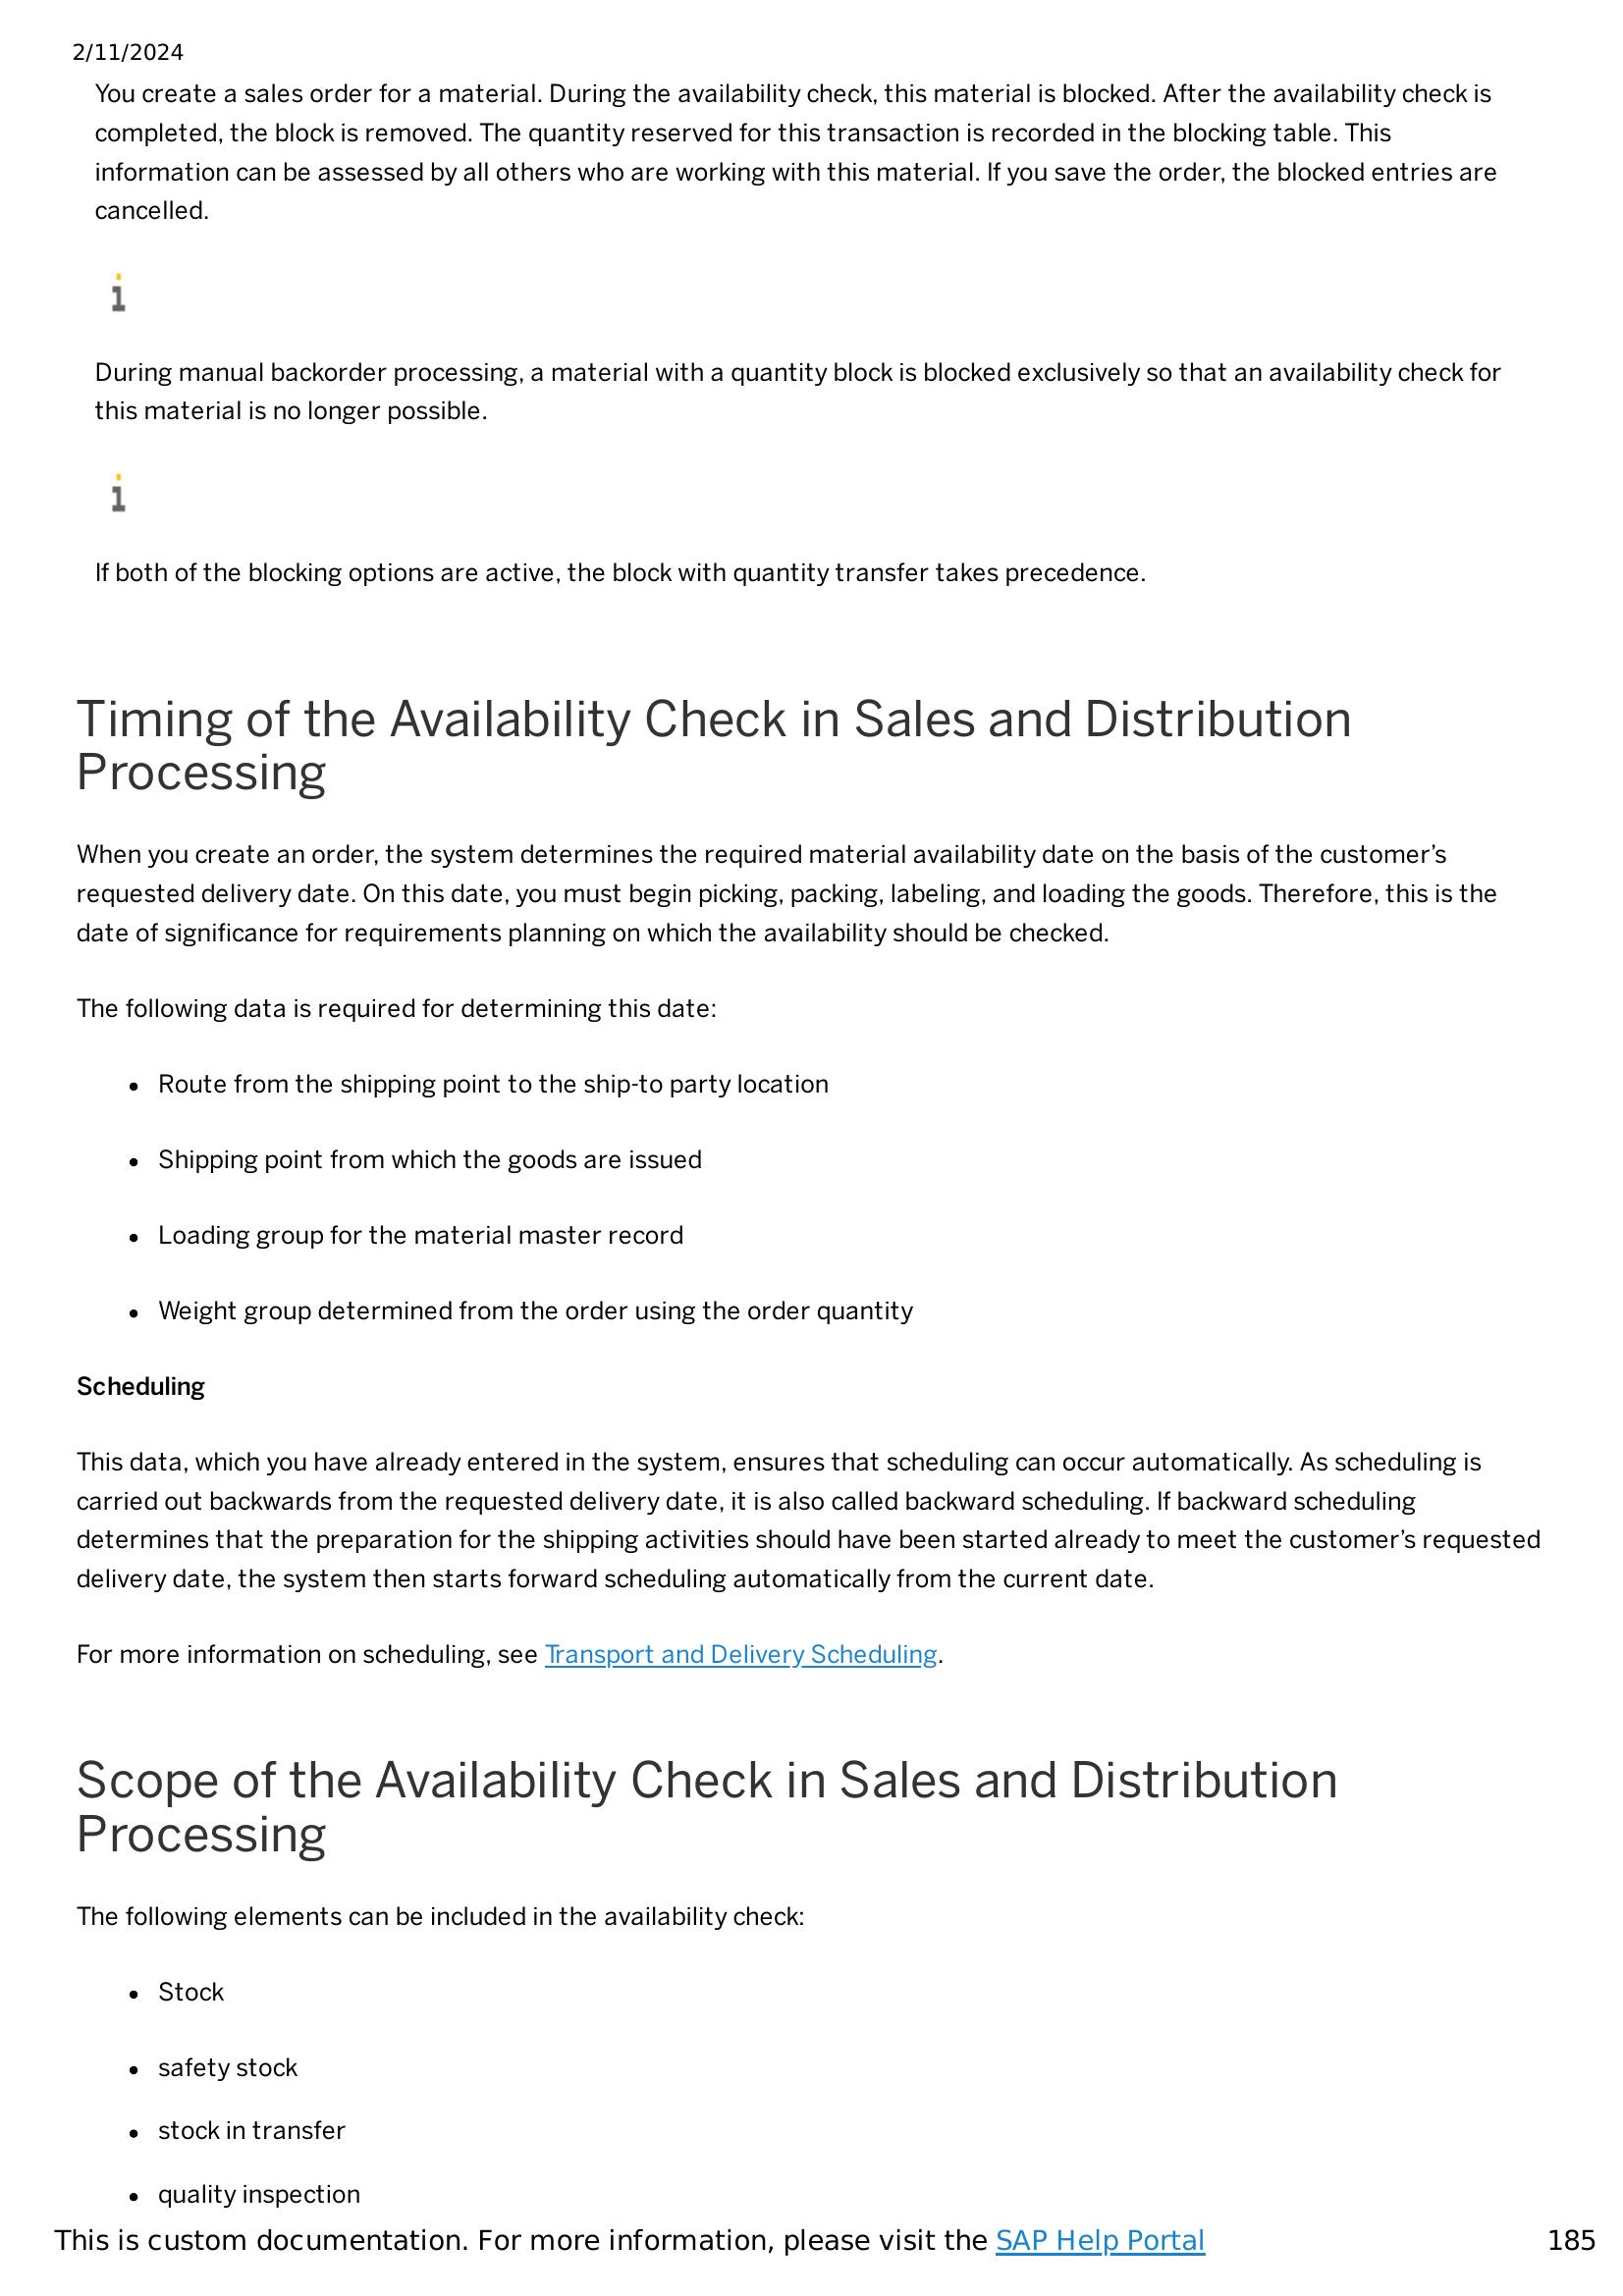 2/11/2024
You create a sales order for a material. During the availability check, this material is blocked. After the availability check is
completed, the block is removed. The quantity reserved for this transaction is recorded in the blocking table. This
information can be assessed by all others who are working with this material. If you save the order, the blocked entries are
cancelled.
During manual backorder processing, a material with a quantity block is blocked exclusively so that an availability check for
this material is no longer possible.
If both of the blocking options are active, the block with quantity transfer takes precedence.
Timing of the Availability Check in Sales and Distribution
Processing
When you create an order, the system determines the required material availability date on the basis of the customer’s
requested delivery date. On this date, you must begin picking, packing, labeling, and loading the goods. Therefore, this is the
date of significance for requirements planning on which the availability should be checked.
The following data is required for determining this date:
• Route from the shipping point to the ship-to party location
• Shipping point from which the goods are issued
• Loading group for the material master record
• Weight group determined from the order using the order quantity
Scheduling
This data, which you have already entered in the system, ensures that scheduling can occur automatically. As scheduling is
carried out backwards from the requested delivery date, it is also called backward scheduling. If backward scheduling
determines that the preparation for the shipping activities should have been started already to meet the customer’s requested
delivery date, the system then starts forward scheduling automatically from the current date.
For more information on scheduling, see Transport and Delivery Scheduling.
Scope of the Availability Check in Sales and Distribution
Processing
The following elements can be included in the availability check:
• Stock
• safety stock
• stock in transfer
• quality inspection
This is custom documentation. For more information, please visit the SAP Help Portal 185